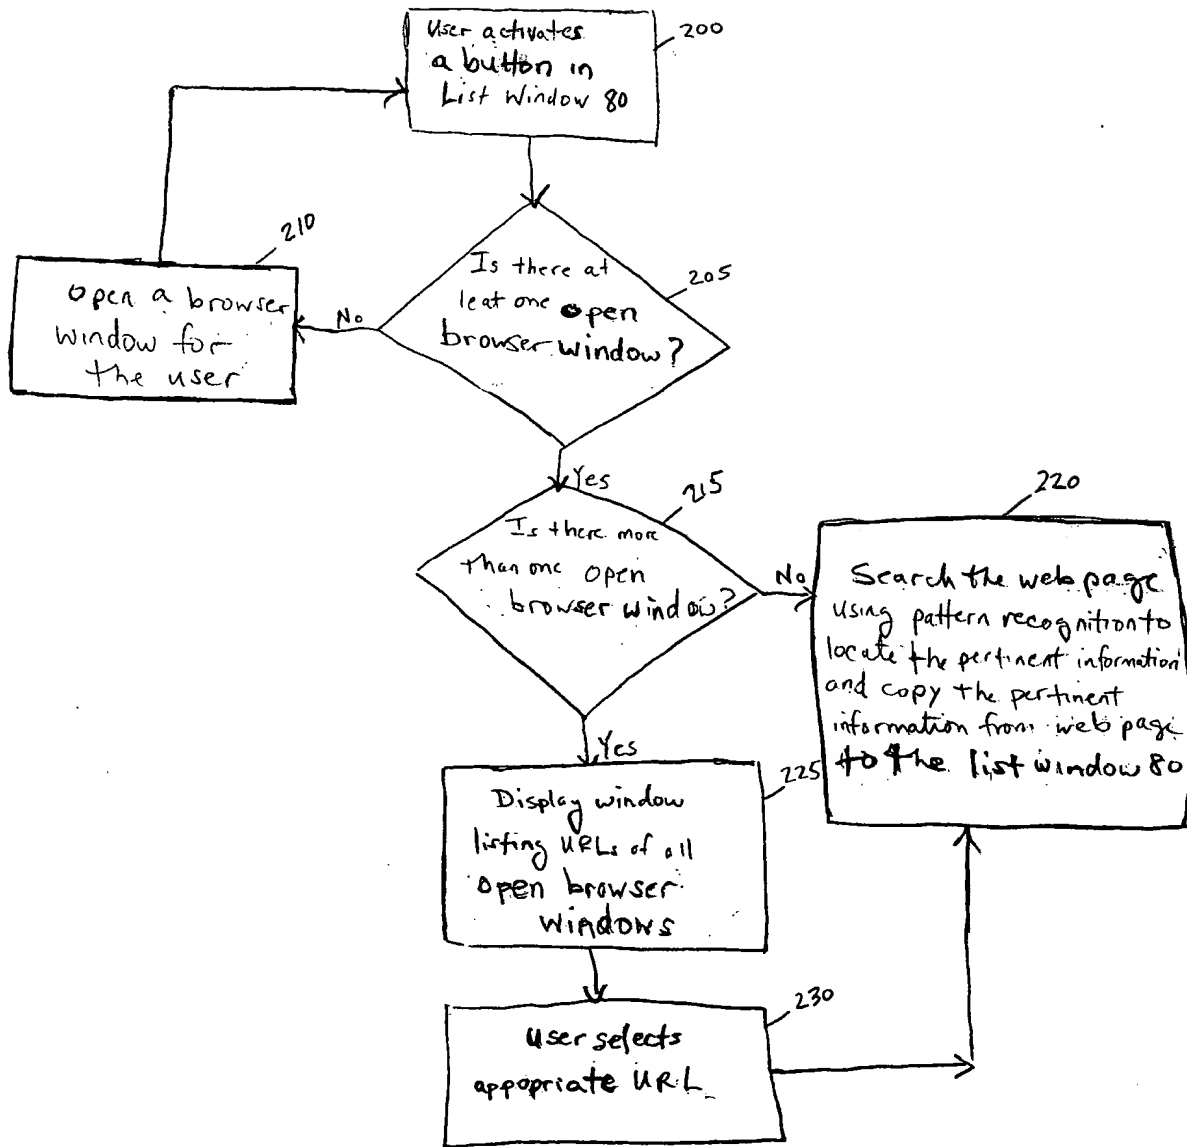 User activates
a button in
List Window 80
200
210
Open a browser
window for
the user
No
Is there at
leat one open
browser window?
205
Yes
Is there more
than one open
browser window?
215
No
220
Search the web page
using pattern recognition to
locate the pertinent information
and copy the pertinent
information from web page
to the list window 80
Yes
Display window
listing URLs of all
open browser
windows
225
User selects
appopriate URL
230